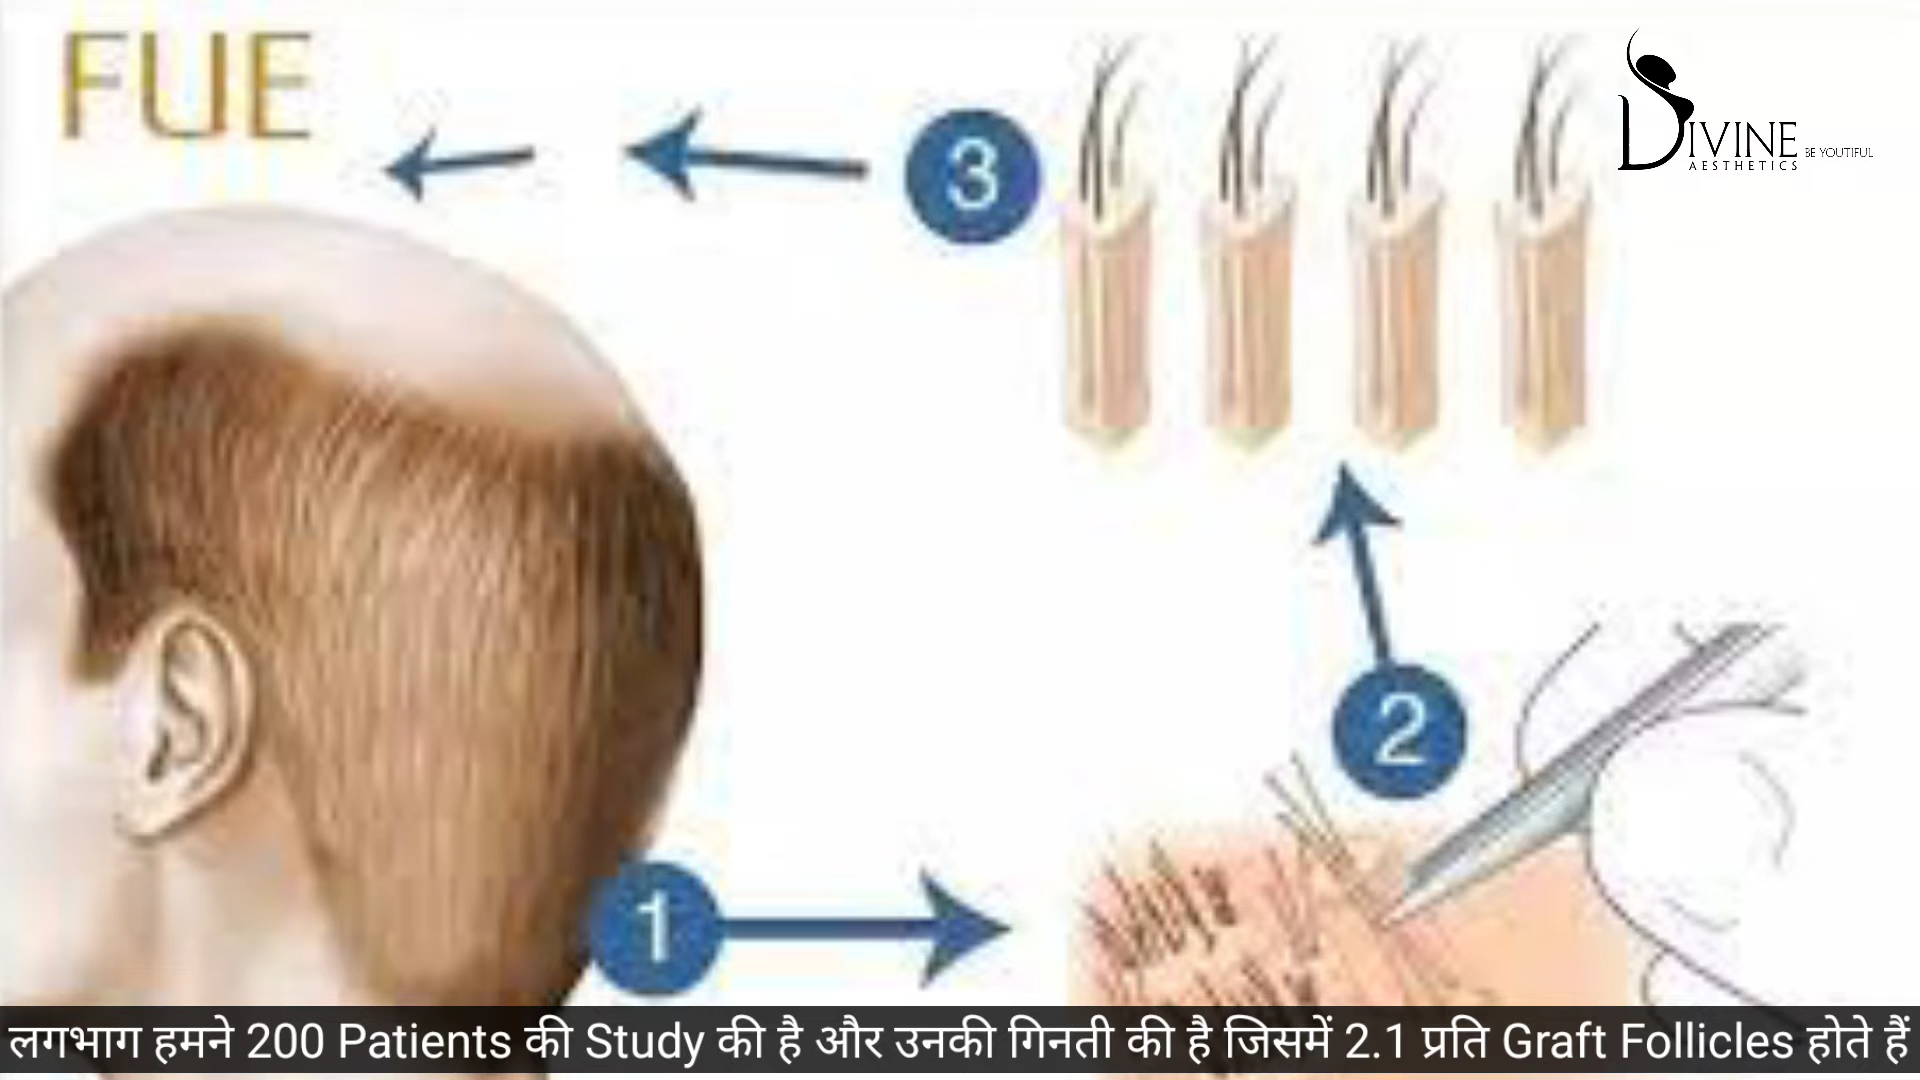 FUE
3
DIVINE
AESTHETICS
BE YOUTIFUL
2
1
लगभाग हमने 200 Patients की Study की है और उनकी गिनती की है जिसमें 2.1 प्रति Graft Follicles होते हैं